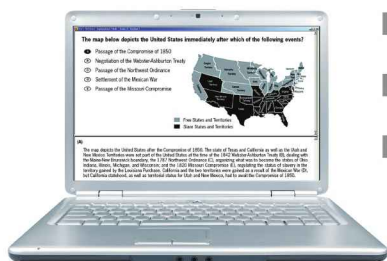 The map below depicts the United States immediately after which of the following events?
A Passage of the Compromise of 1850
B Negotiation of the Webster-Ashburton Treaty
C Passage of the Northwest Ordinance
D Settlement of the Mexican War
E Passage of the Missouri Compromise
Free States and Territories
Slave States and Territories
(A)
The map depicts the United States after the Compromise of 1850. The state of Texas and California as well as the Utah and
New Mexico Territories were not part of the United States at the time of the 1842 Webster-Ashburton Treaty (B), dealing with
the Maine-New Brunswick boundary, the 1787 Northwest Ordinance (C), organizing what was to become the states of Ohio
Indiana, Illinois, Michigan, and Wisconsin; and the 1820 Missouri Compromise (E), regulating the status of slavery in the
territory gained by the Louisiana Purchase. California and the two territories were gained as a result of the Mexican War (D),
but California statehood, as well as territorial status for Utah and New Mexico, had to await the Compromise of 1850.